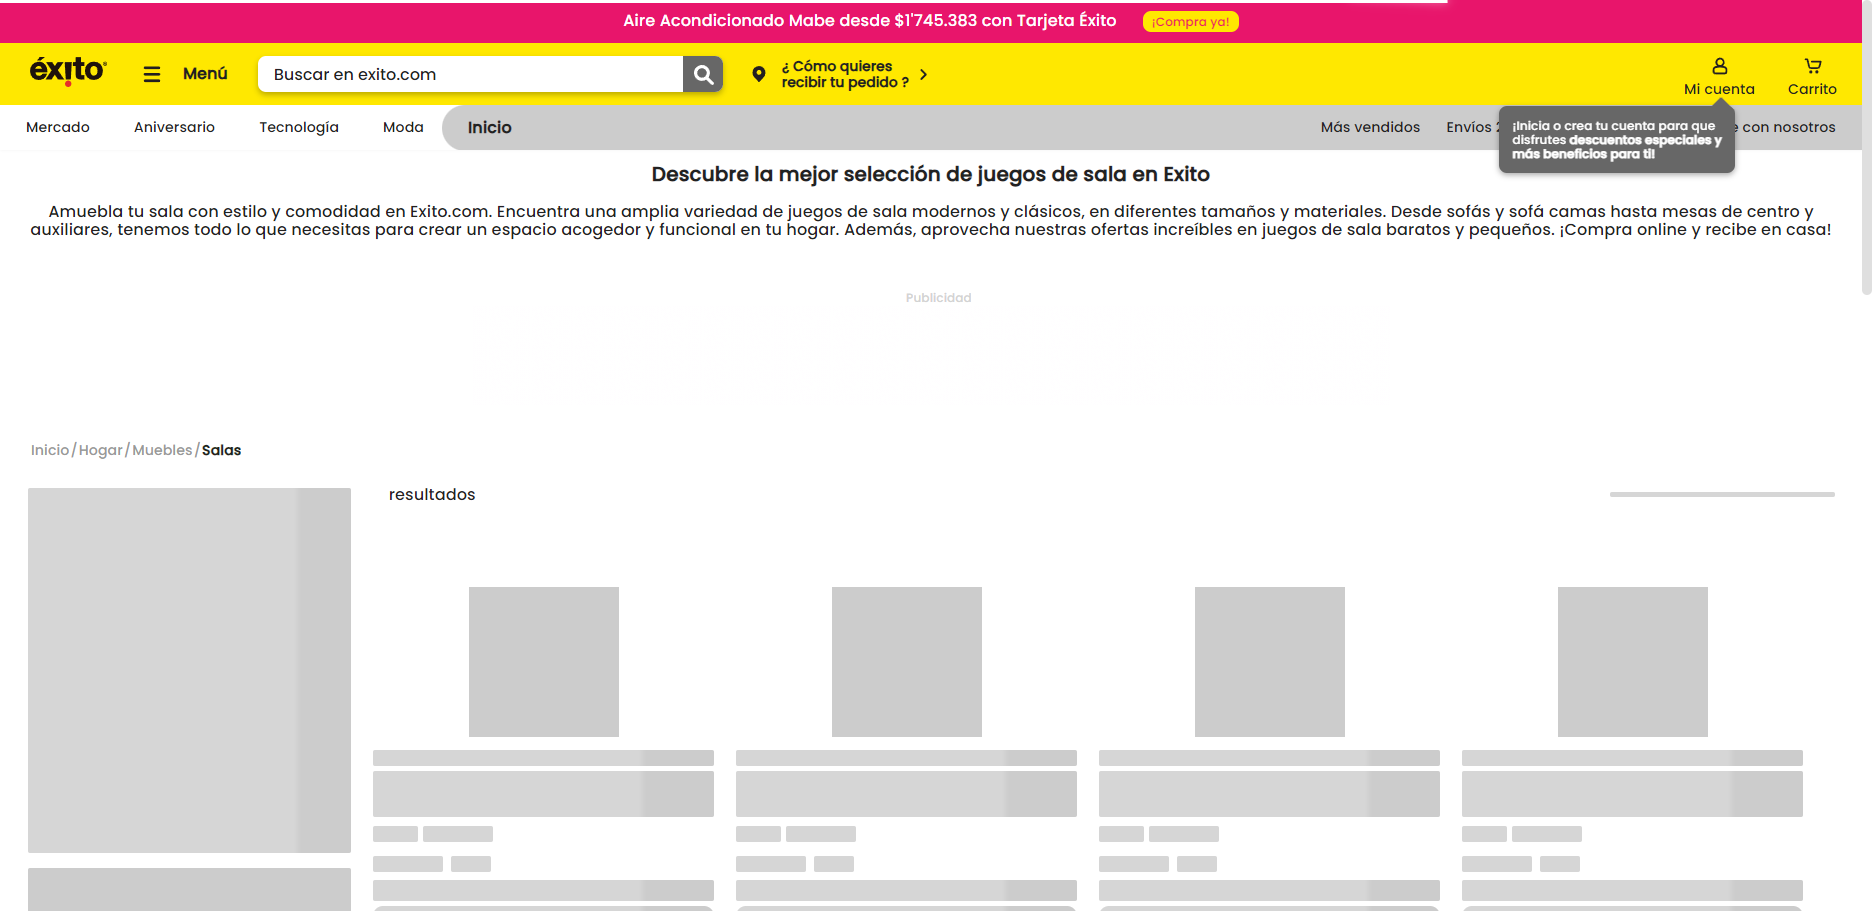 Aire Acondicionado Mabe desde $1'745.383 con Tarjeta Éxito
¡Compra ya!
éxito
Menú
Buscar en exito.com
¿ Cómo quieres
recibir tu pedido ?
Mi cuenta
Carrito
Mercado
Aniversario
Tecnología
Moda
Inicio
Más vendidos
Envíos
con nosotros
¡Inicia o crea tu cuenta para que
disfrutes descuentos especiales y
más beneficios para ti!
Descubre la mejor selección de juegos de sala en Exito
Amuebla tu sala con estilo y comodidad en Exito.com. Encuentra una amplia variedad de juegos de sala modernos y clásicos, en diferentes tamaños y materiales. Desde sofás y sofá camas hasta mesas de centro y
auxiliares, tenemos todo lo que necesitas para crear un espacio acogedor y funcional en tu hogar. Además, aprovecha nuestras ofertas increíbles en juegos de sala baratos y pequeños. ¡Compra online y recibe en casa!
Publicidad
Inicio/Hogar/Muebles/Salas
resultados